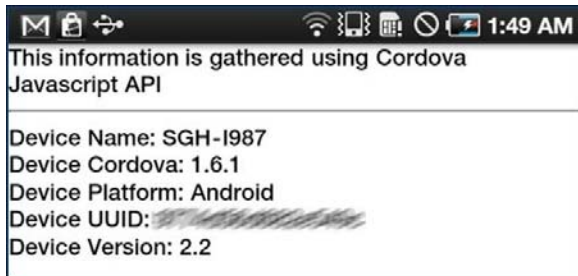 1:49 AM
This information is gathered using Cordova
Javascript API
Device Name: SGH-I987
Device Cordova: 1.6.1
Device Platform: Android
Device UUID:
Device Version: 2.2